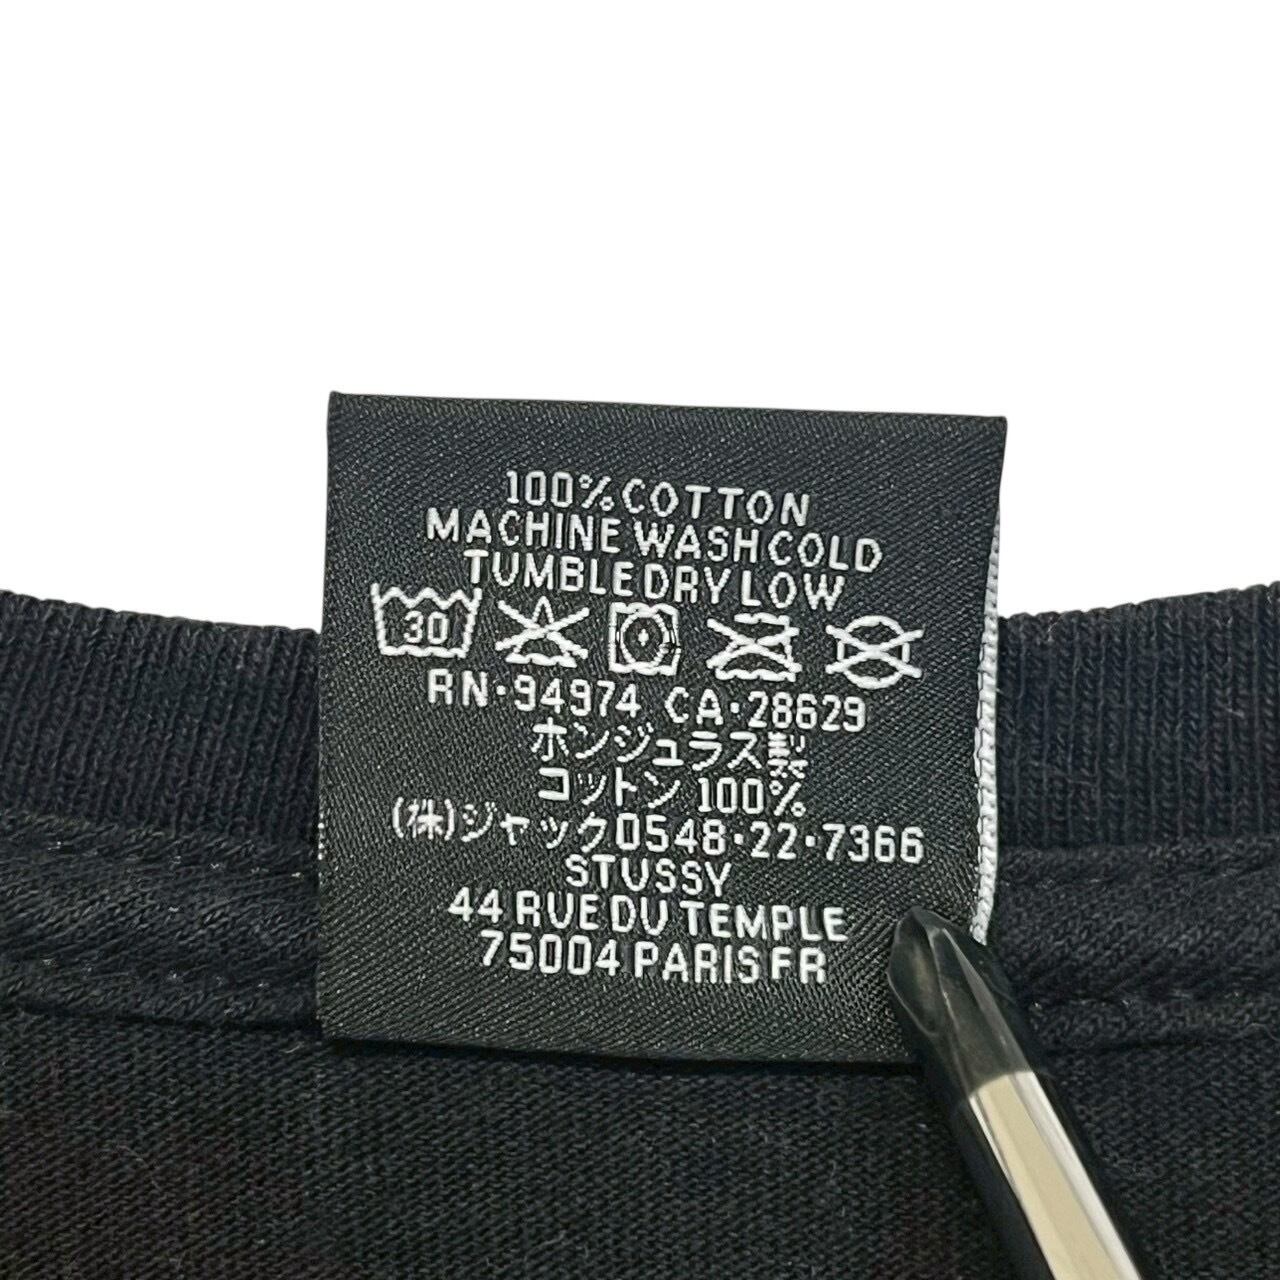 100% COTTON
MACHINE WASH COLD
TUMBLE DRY LOW
30
RN·94974 CA·28629
ホンジュラス製
コットン 100%
(株)ジャック0548·22·7366
STUSSY
44 RUE DU TEMPLE
75004 PARIS FR